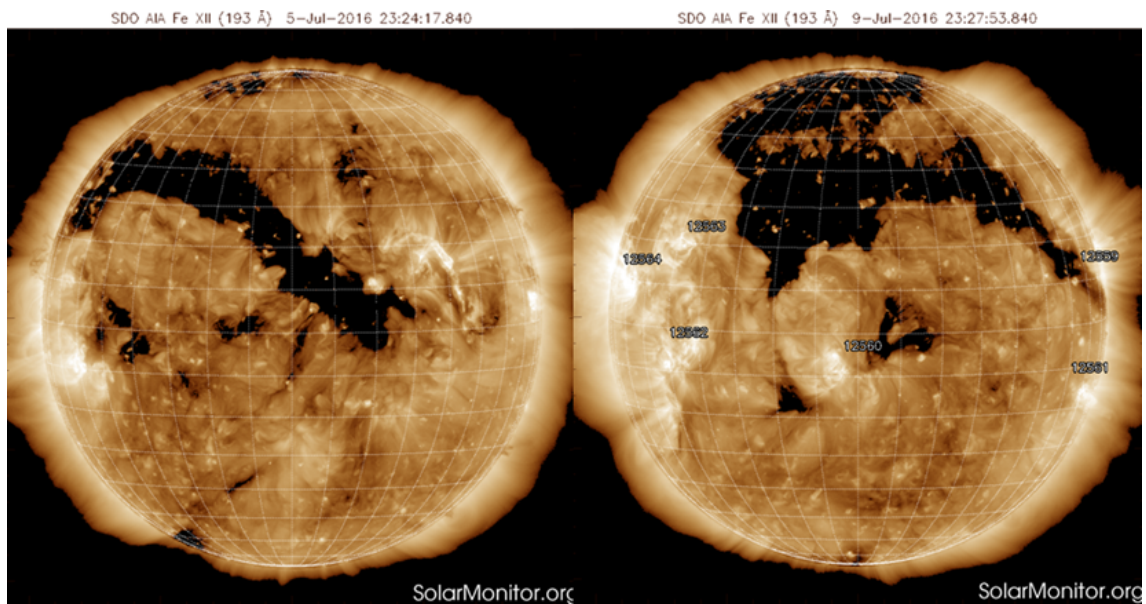 SDO AIA Fe XII (193 Å) 5-Jul-2016 23:24:17.840
SolarMonitor.org
SDO AIA Fe XII (193 Å) 9-Jul-2016 23:27:53.840
12563
12564
12559
12562
12560
12561
SolarMonitor.org